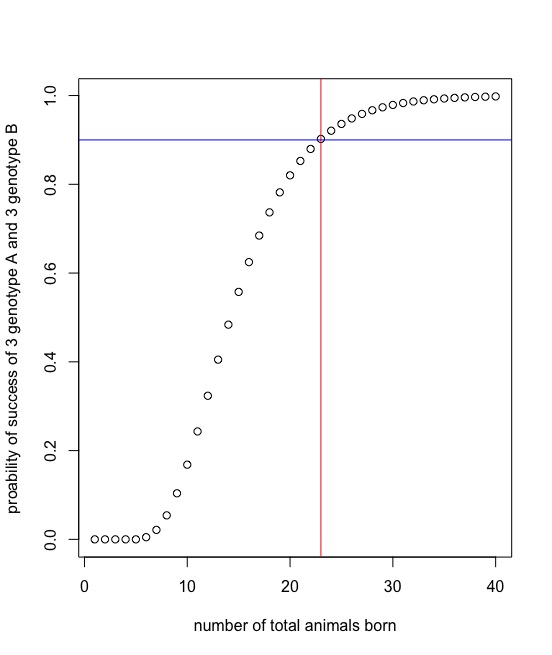 proability of success of 3 genotype A and 3 genotype B
1.0
0.8
0.6
0.4
0.2
0.0
0 10 20 30 40
number of total animals born